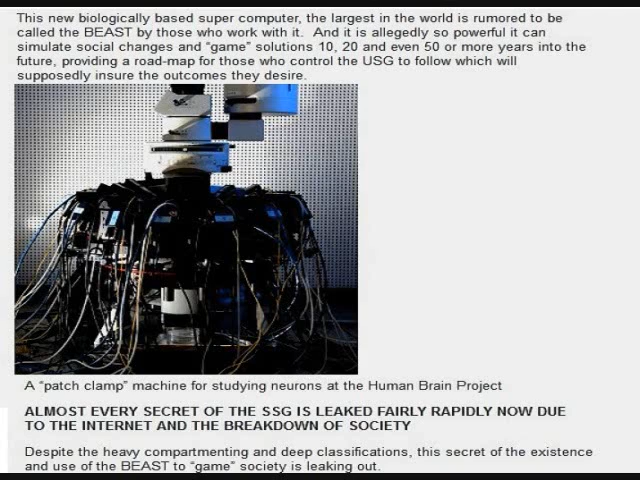 This new biologically based super computer, the largest in the world is rumored to be
called the BEAST by those who work with it.  And it is allegedly so powerful it can
simulate social changes and “game” solutions 10, 20 and even 50 or more years into the
future, providing a road-map for those who control the USG to follow which will
supposedly insure the outcomes they desire.
A “patch clamp” machine for studying neurons at the Human Brain Project
ALMOST EVERY SECRET OF THE SSG IS LEAKED FAIRLY RAPIDLY NOW DUE
TO THE INTERNET AND THE BREAKDOWN OF SOCIETY
Despite the heavy compartmenting and deep classifications, this secret of the existence
and use of the BEAST to “game” society is leaking out.